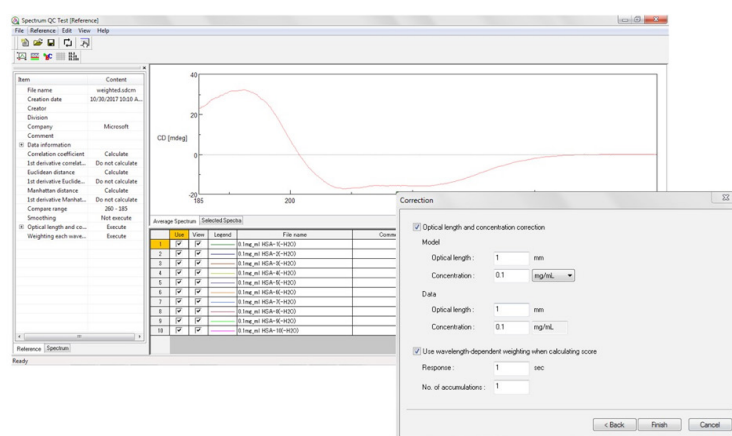 Spectrum QC Test [Reference]
File Reference Edit View Help
Item Content
File name weighted.sdcm
Creation date 10/30/2017 10:10 A...
Creator
Division
Company Microsoft
Comment
Data information
Correlation coefficient Calculate
1st derivative correlat... Do not calculate
Euclidean distance Calculate
1st derivative Euclide... Do not calculate
Manhattan distance Calculate
1st derivative Manhat... Do not calculate
Compare range 260 - 185
Smoothing Not execute
Optical length and co... Execute
Weighting each wave... Execute
Reference Spectrum
Ready
40
20
CD [mdeg]
0
-20
185 200
Average Spectrum Selected Spectra
Use View Legend File name Comme
1 0.1mg_ml HSA-1(-H2O)
2 0.1mg_ml HSA-2(-H2O)
3 0.1mg_ml HSA-3(-H2O)
4 0.1mg_ml HSA-4(-H2O)
5 0.1mg_ml HSA-5(-H2O)
6 0.1mg_ml HSA-6(-H2O)
7 0.1mg_ml HSA-7(-H2O)
8 0.1mg_ml HSA-8(-H2O)
9 0.1mg_ml HSA-9(-H2O)
10 0.1mg_ml HSA-10(-H2O)
Correction
Optical length and concentration correction
Model
Optical length : 1 mm
Concentration : 0.1 mg/mL
Data
Optical length : 1 mm
Concentration : 0.1 mg/mL
Use wavelength-dependent weighting when calculating score
Response : 1 sec
No. of accumulations : 1
< Back Finish Cancel